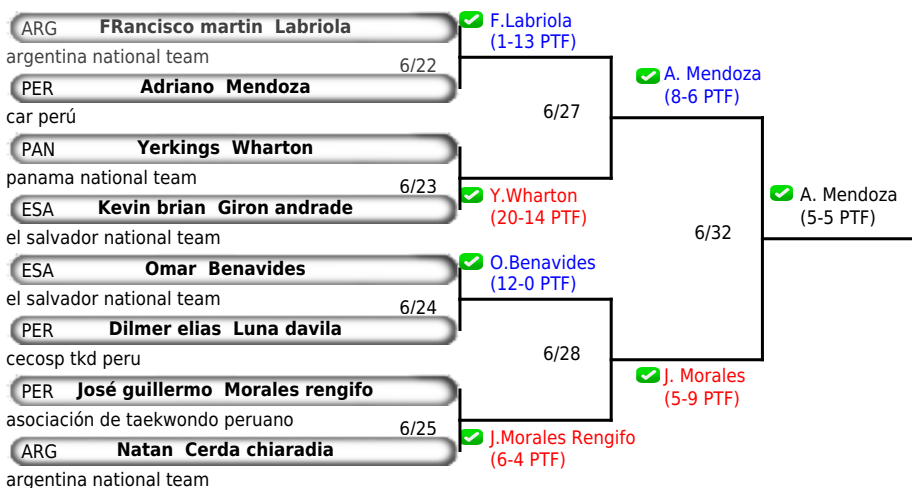 ARG FRancisco martin Labriola
argentina national team
6/22
PER Adriano Mendoza
car perú
PAN Yerkings Wharton
panama national team
6/23
ESA Kevin brian Giron andrade
el salvador national team
ESA Omar Benavides
el salvador national team
6/24
PER Dilmer elias Luna davila
cecosp tkd peru
PER José guillermo Morales rengifo
asociación de taekwondo peruano
6/25
ARG Natan Cerda chiaradia
argentina national team
F.Labriola
(1-13 PTF)
6/27
Y.Wharton
(20-14 PTF)
O.Benavides
(12-0 PTF)
6/28
J.Morales Rengifo
(6-4 PTF)
A. Mendoza
(8-6 PTF)
6/32
J. Morales
(5-9 PTF)
A. Mendoza
(5-5 PTF)